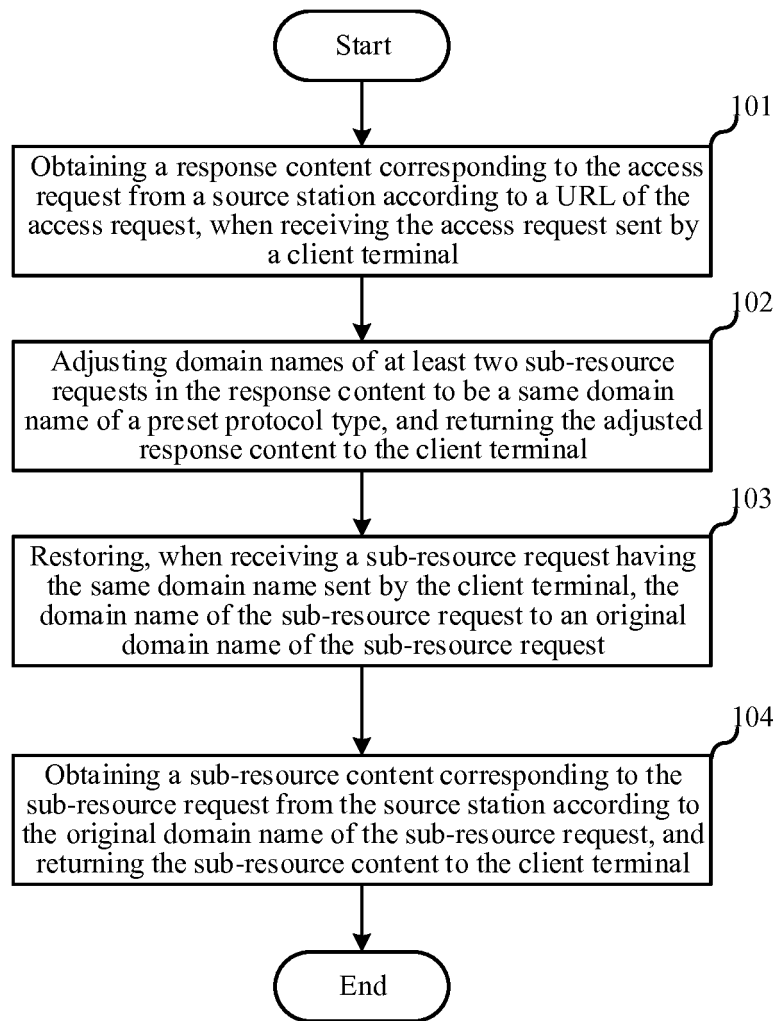 Start
101
Obtaining a response content corresponding to the access
request from a source station according to a URL of the
access request, when receiving the access request sent by
a client terminal
102
Adjusting domain names of at least two sub-resource
requests in the response content to be a same domain
name of a preset protocol type, and returning the adjusted
response content to the client terminal
103
Restoring, when receiving a sub-resource request having
the same domain name sent by the client terminal, the
domain name of the sub-resource request to an original
domain name of the sub-resource request
104
Obtaining a sub-resource content corresponding to the
sub-resource request from the source station according to
the original domain name of the sub-resource request, and
returning the sub-resource content to the client terminal
End